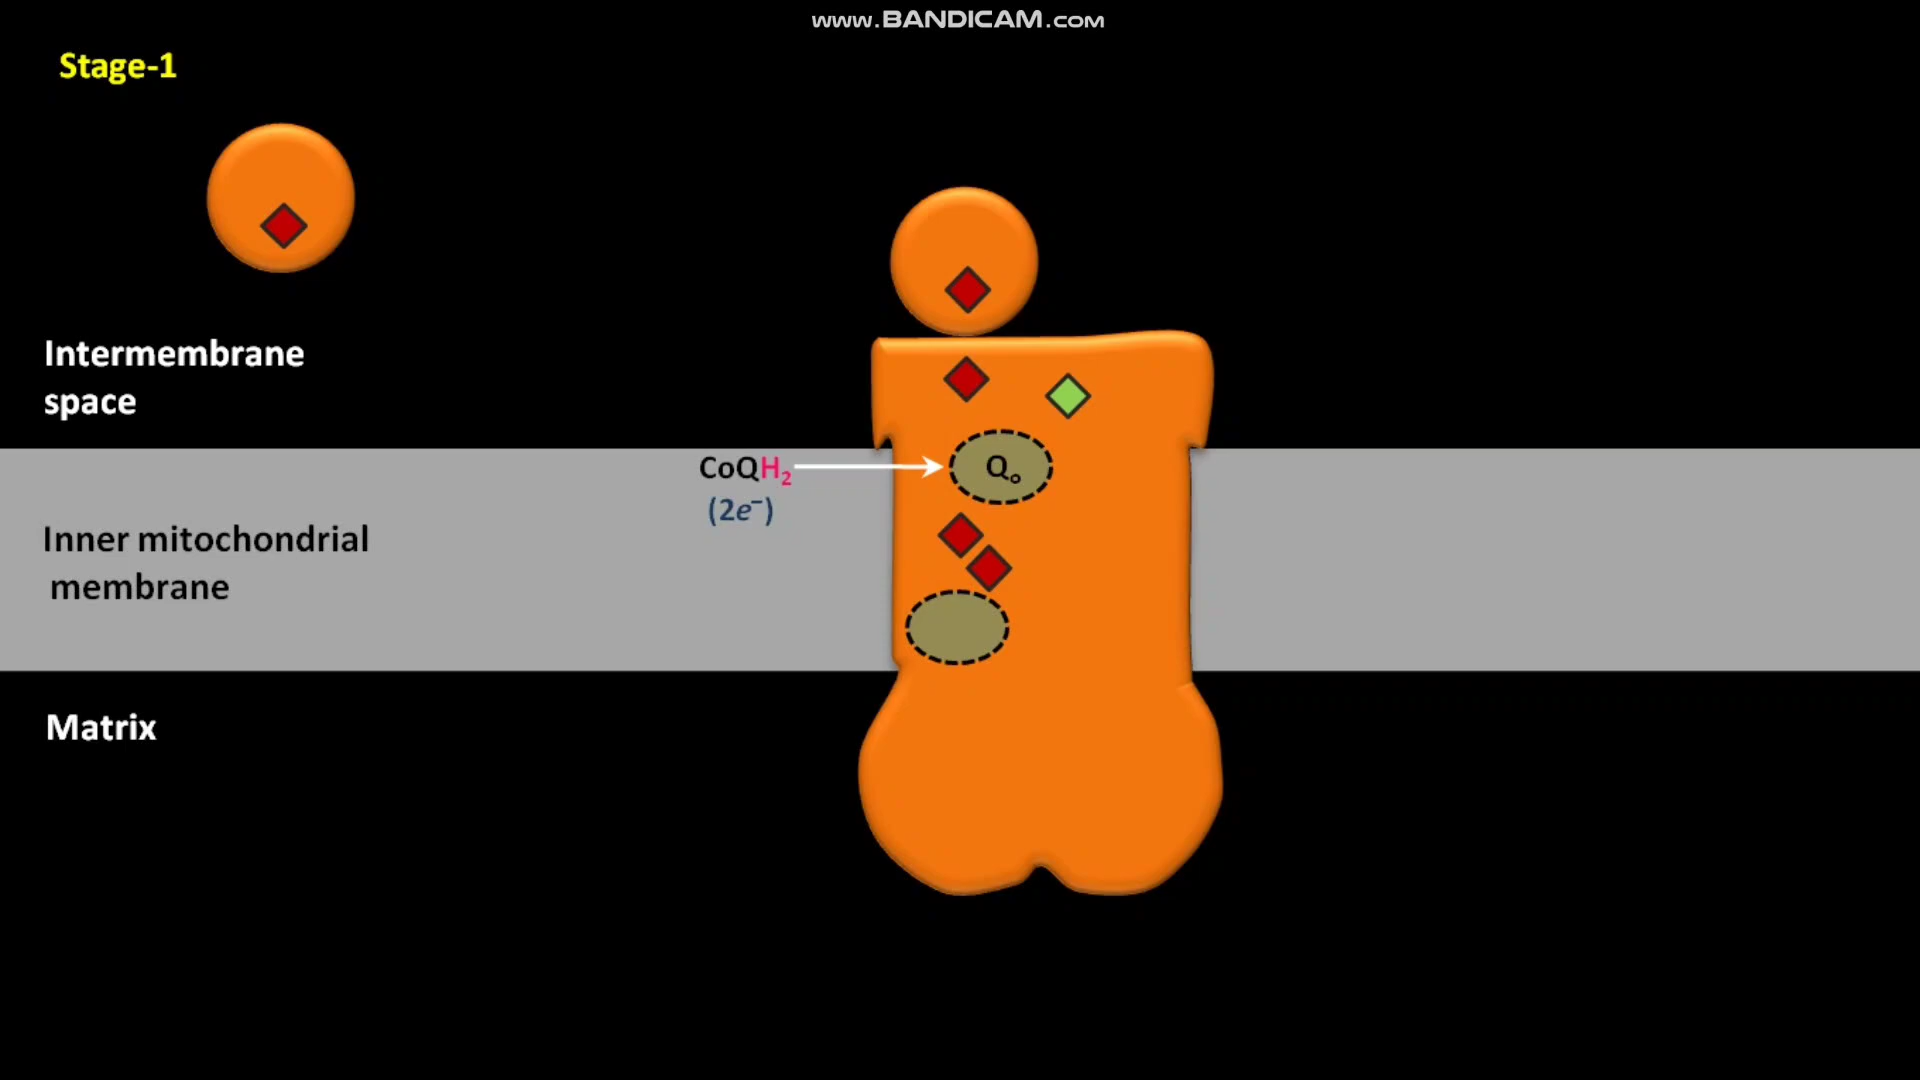 www.BANDICAM.com
Stage-1
Intermembrane
space
CoQH₂
Qₒ
(2e⁻)
Inner mitochondrial
membrane
Matrix